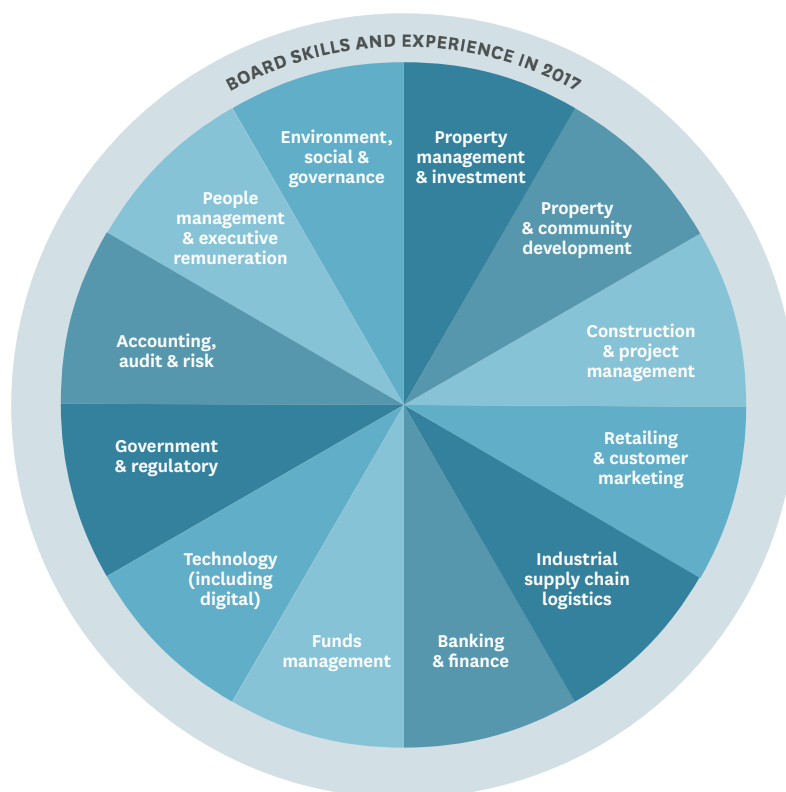 BOARD SKILLS AND EXPERIENCE IN 2017
Property
management
& investment
Property
& community
development
Construction
& project
management
Retailing
& customer
marketing
Industrial
supply chain
logistics
Banking
& finance
Funds
management
Technology
(including
digital)
Government
& regulatory
Accounting,
audit & risk
People
management
& executive
remuneration
Environment,
social &
governance